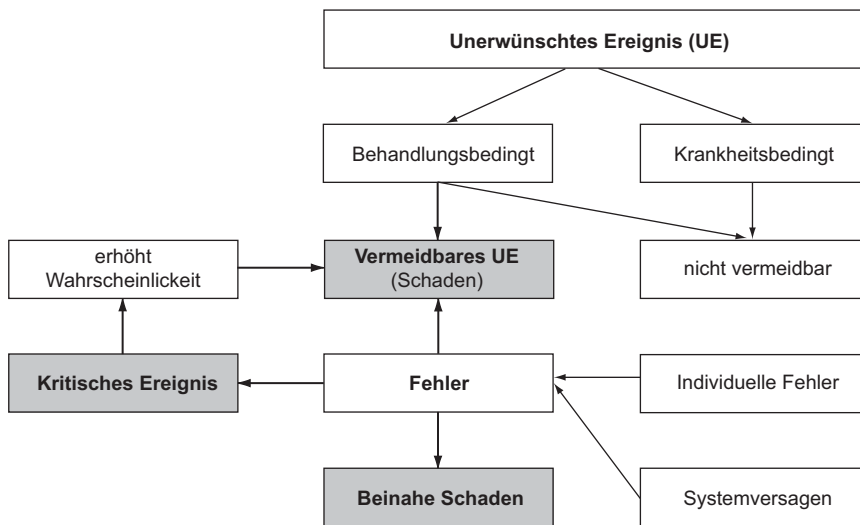 Unerwünschtes Ereignis (UE)
Behandlungsbedingt
Krankheitsbedingt
erhöht
Wahrscheinlickeit
Vermeidbares UE
(Schaden)
nicht vermeidbar
Kritisches Ereignis
Fehler
Individuelle Fehler
Beinahe Schaden
Systemversagen